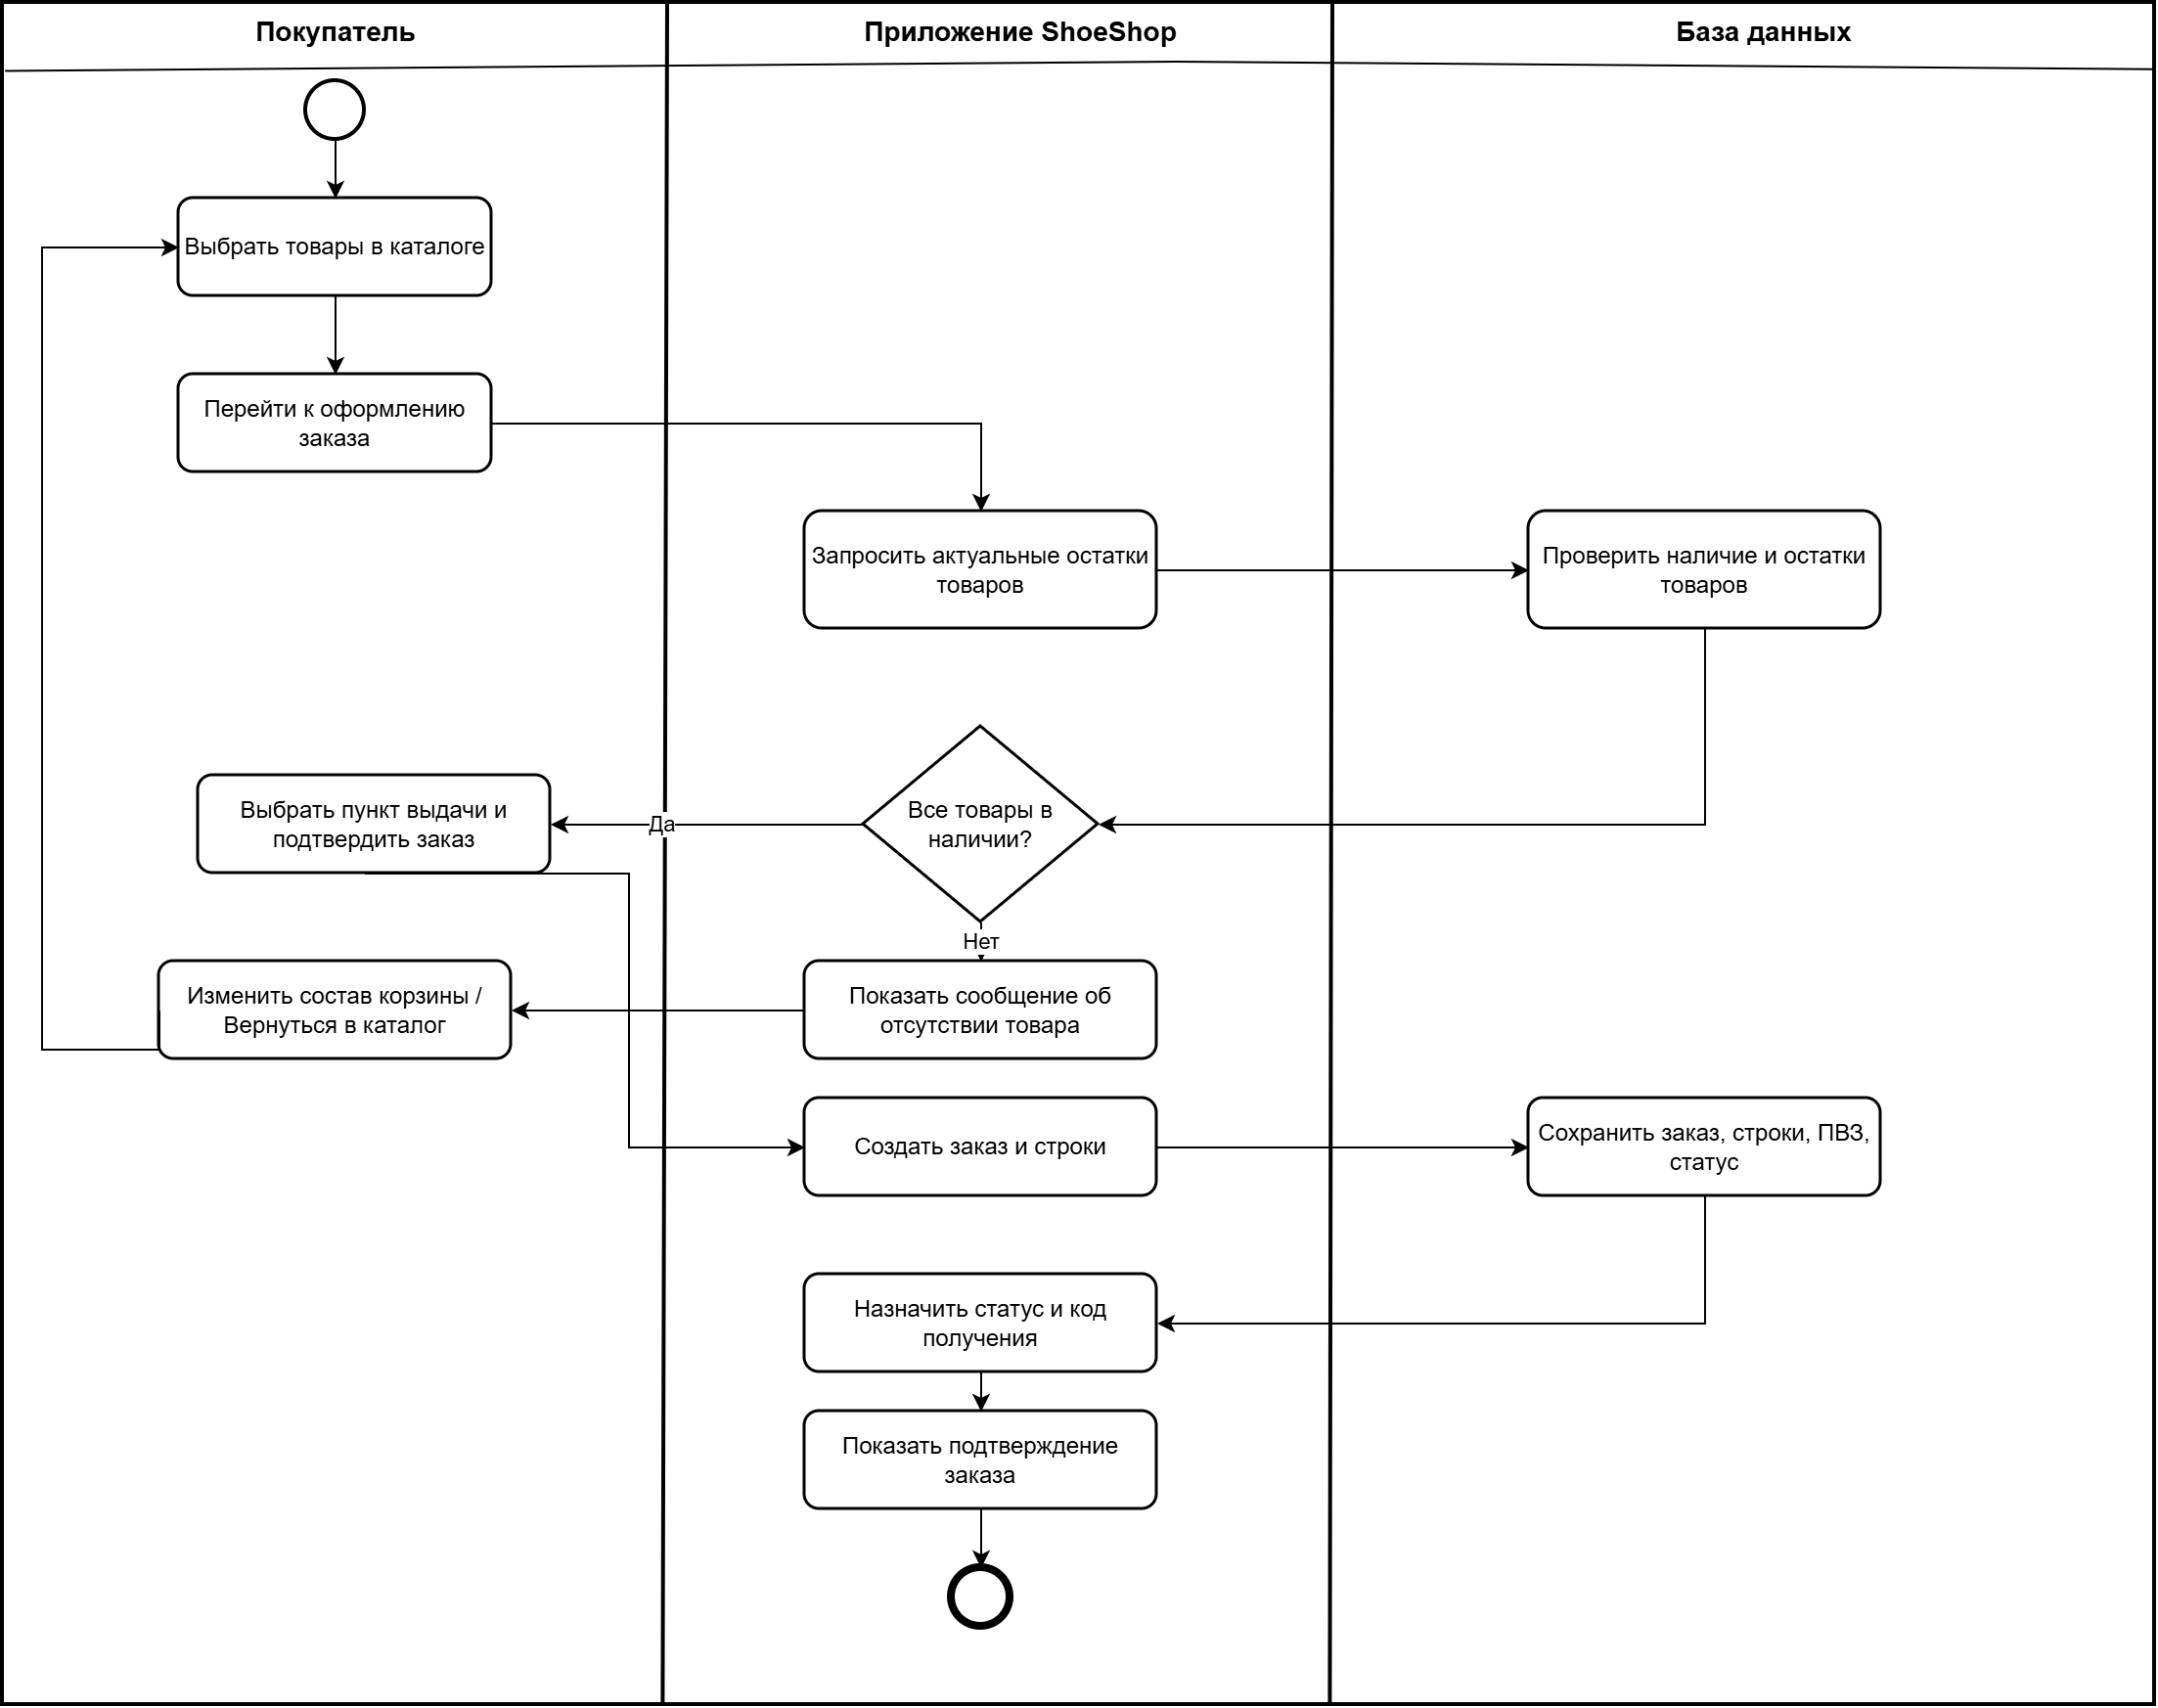 Покупатель
Приложение ShoeShop
База данных
Выбрать товары в каталоге
Перейти к оформлению
заказа
Запросить актуальные остатки
товаров
Проверить наличие и остатки
товаров
Выбрать пункт выдачи и
подтвердить заказ
Да
Все товары в
наличии?
Нет
Изменить состав корзины /
Вернуться в каталог
Показать сообщение об
отсутствии товара
Создать заказ и строки
Сохранить заказ, строки, ПВЗ,
статус
Назначить статус и код
получения
Показать подтверждение
заказа